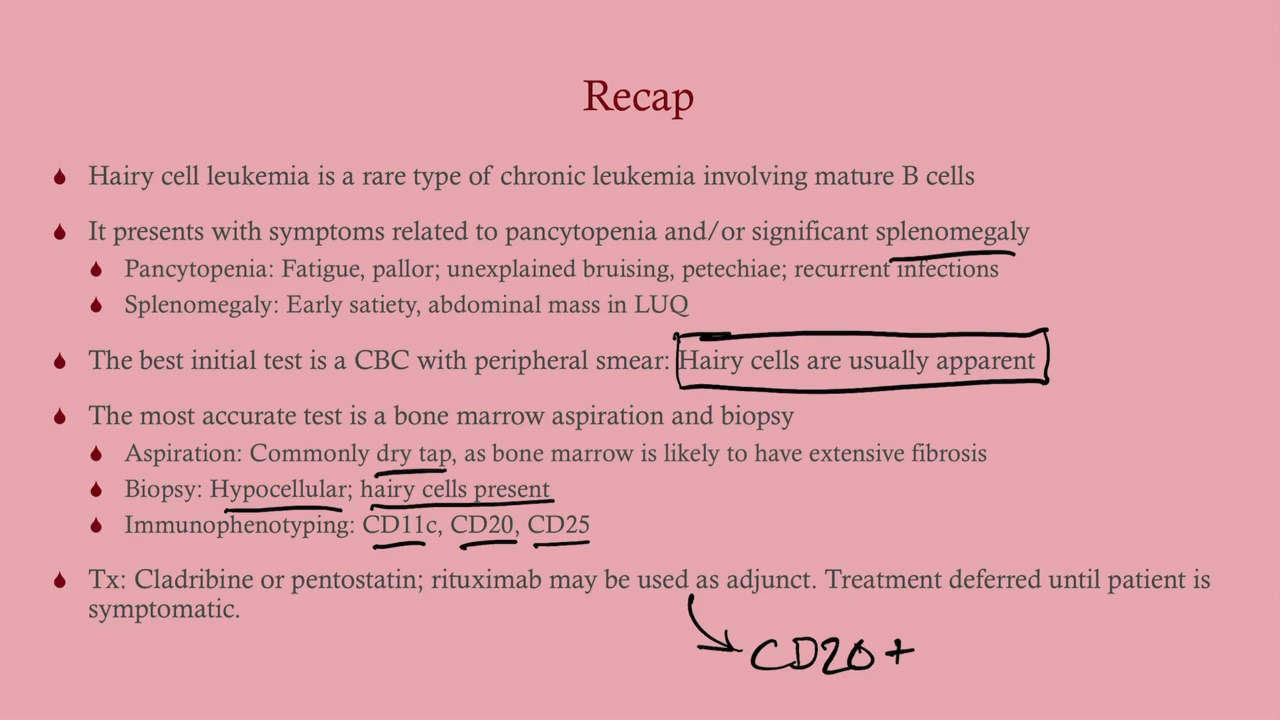 Recap
Hairy cell leukemia is a rare type of chronic leukemia involving mature B cells
It presents with symptoms related to pancytopenia and/or significant splenomegaly
Pancytopenia: Fatigue, pallor; unexplained bruising, petechiae; recurrent infections
Splenomegaly: Early satiety, abdominal mass in LUQ
The best initial test is a CBC with peripheral smear: Hairy cells are usually apparent
The most accurate test is a bone marrow aspiration and biopsy
Aspiration: Commonly dry tap, as bone marrow is likely to have extensive fibrosis
Biopsy: Hypocellular; hairy cells present
Immunophenotyping: CD11c, CD20, CD25
Tx: Cladribine or pentostatin; rituximab may be used as adjunct. Treatment deferred until patient is
symptomatic.
CD20+